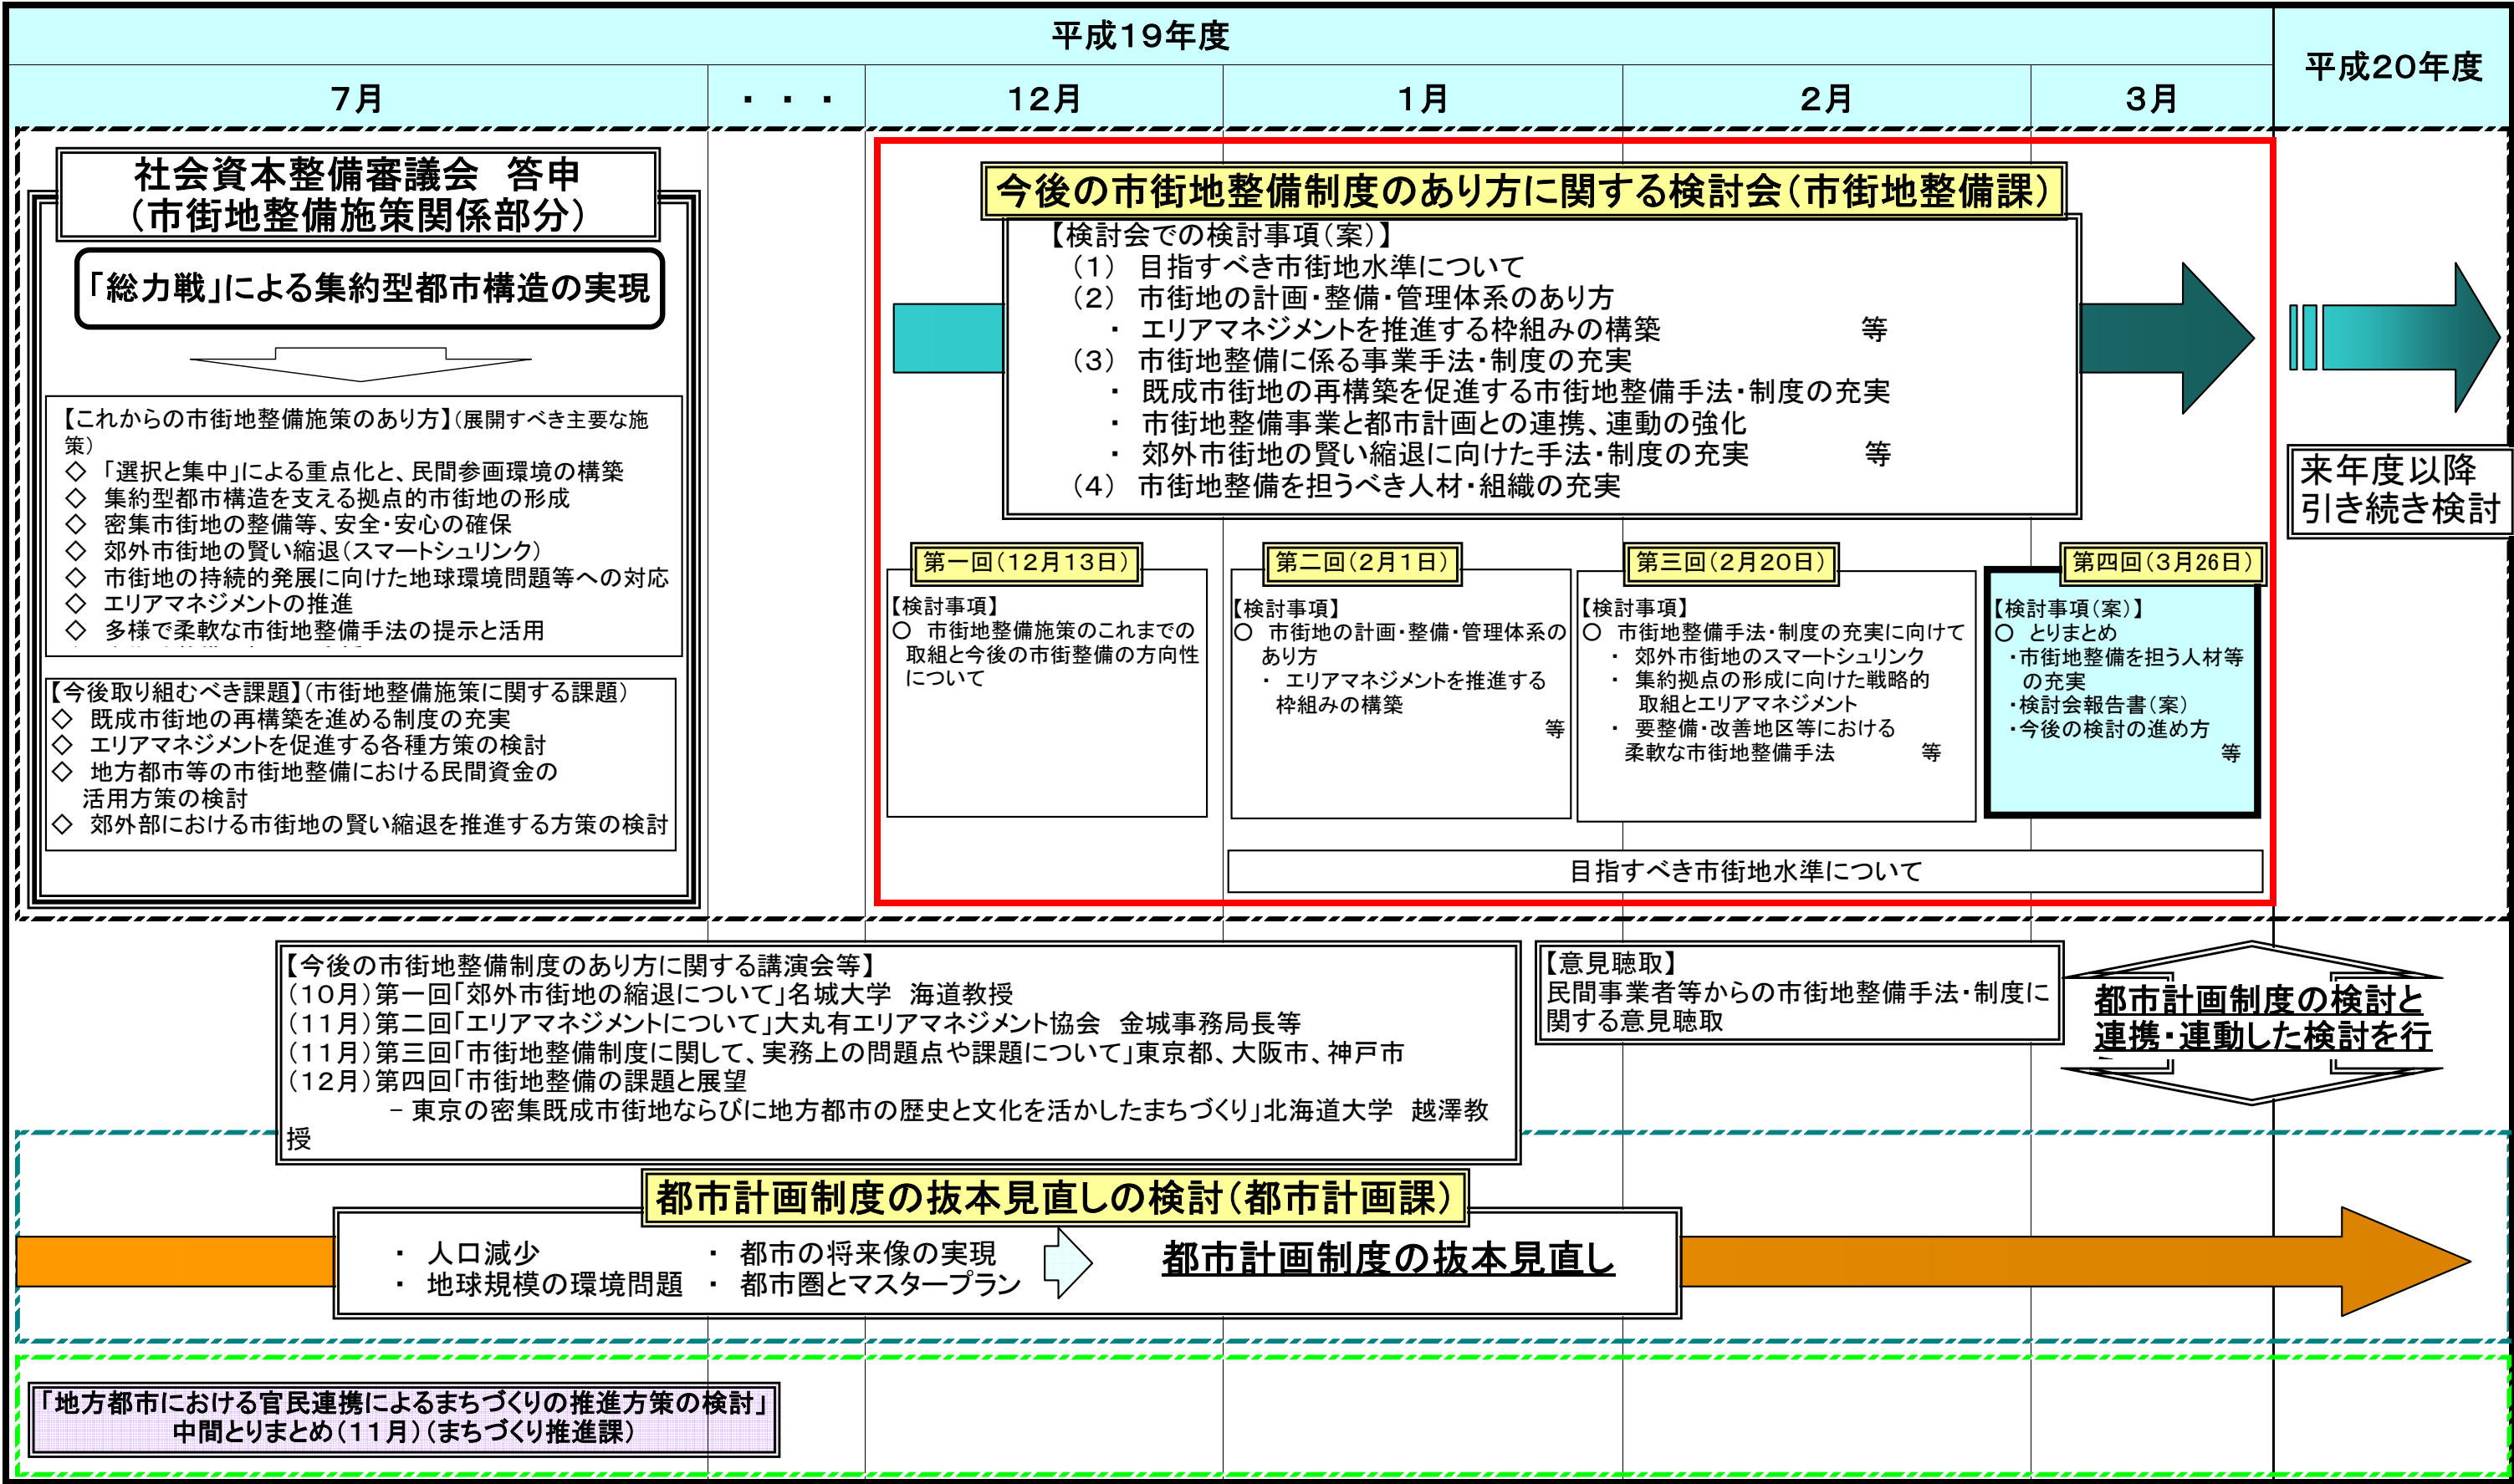 平成19年度
平成20年度
7月
・・・
12月
1月
2月
3月
社会資本整備審議会 答申
（市街地整備施策関係部分）
「総力戦」による集約型都市構造の実現
【これからの市街地整備施策のあり方】（展開すべき主要な施
策）
◇ 「選択と集中」による重点化と、民間参画環境の構築
◇ 集約型都市構造を支える拠点的市街地の形成
◇ 密集市街地の整備等、安全・安心の確保
◇ 郊外市街地の賢い縮退（スマートシュリンク）
◇ 市街地の持続的発展に向けた地球環境問題等への対応
◇ エリアマネジメントの推進
◇ 多様で柔軟な市街地整備手法の提示と活用
【今後取り組むべき課題】（市街地整備施策に関する課題）
◇ 既成市街地の再構築を進める制度の充実
◇ エリアマネジメントを促進する各種方策の検討
◇ 地方都市等の市街地整備における民間資金の
活用方策の検討
◇ 郊外部における市街地の賢い縮退を推進する方策の検討
今後の市街地整備制度のあり方に関する検討会（市街地整備課）
【検討会での検討事項（案）】
（1） 目指すべき市街地水準について
（2） 市街地の計画・整備・管理体系のあり方
・ エリアマネジメントを推進する枠組みの構築 等
（3） 市街地整備に係る事業手法・制度の充実
・ 既成市街地の再構築を促進する市街地整備手法・制度の充実
・ 市街地整備事業と都市計画との連携、連動の強化
・ 郊外市街地の賢い縮退に向けた手法・制度の充実 等
（4） 市街地整備を担うべき人材・組織の充実
来年度以降
引き続き検討
第一回（12月13日）
【検討事項】
○ 市街地整備施策のこれまでの
取組と今後の市街整備の方向性
について
第二回（2月1日）
【検討事項】
○ 市街地の計画・整備・管理体系の
あり方
・ エリアマネジメントを推進する
枠組みの構築
等
第三回（2月20日）
【検討事項】
○ 市街地整備手法・制度の充実に向けて
・ 郊外市街地のスマートシュリンク
・ 集約拠点の形成に向けた戦略的
取組とエリアマネジメント
・ 要整備・改善地区等における
柔軟な市街地整備手法 等
第四回（3月26日）
【検討事項（案）】
○ とりまとめ
・市街地整備を担う人材等
の充実
・検討会報告書（案）
・今後の検討の進め方
等
目指すべき市街地水準について
【今後の市街地整備制度のあり方に関する講演会等】
（10月）第一回「郊外市街地の縮退について」名城大学 海道教授
（11月）第二回「エリアマネジメントについて」大丸有エリアマネジメント協会 金城事務局長等
（11月）第三回「市街地整備制度に関して、実務上の問題点や課題について」東京都、大阪市、神戸市
（12月）第四回「市街地整備の課題と展望
－東京の密集既成市街地ならびに地方都市の歴史と文化を活かしたまちづくり」北海道大学 越澤教
授
【意見聴取】
民間事業者等からの市街地整備手法・制度に
関する意見聴取
都市計画制度の検討と
連携・連動した検討を行
都市計画制度の抜本見直しの検討（都市計画課）
・ 人口減少 ・ 都市の将来像の実現
・ 地球規模の環境問題 ・ 都市圏とマスタープラン
都市計画制度の抜本見直し
「地方都市における官民連携によるまちづくりの推進方策の検討」
中間とりまとめ（11月）（まちづくり推進課）